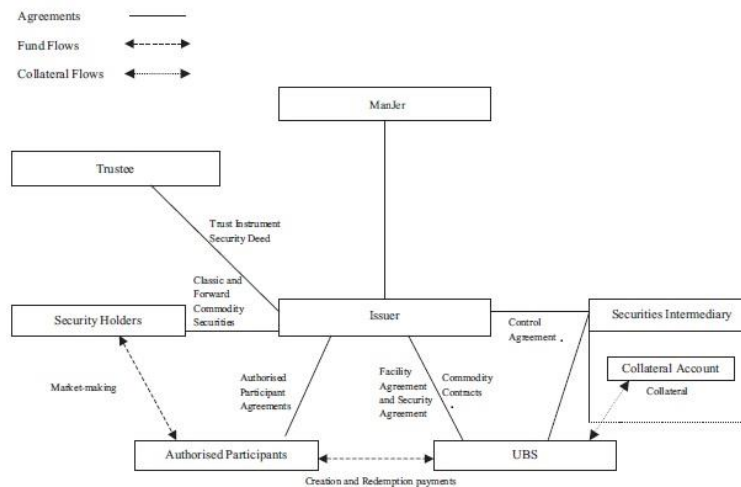 Agreements
Fund Flows
Collateral Flows
ManJer
Trustee
Trust Instrument
Security Deed
Classic and
Forward
Commodity
Securities
Security Holders
Issuer
Securities Intermediary
Control
Agreement
Collateral Account
Collateral
Market-making
Authorised
Participant
Agreements
Facility
Agreement
and Security
Agreement
Commodity
Contracts
Authorised Participants
UBS
Creation and Redemption payments